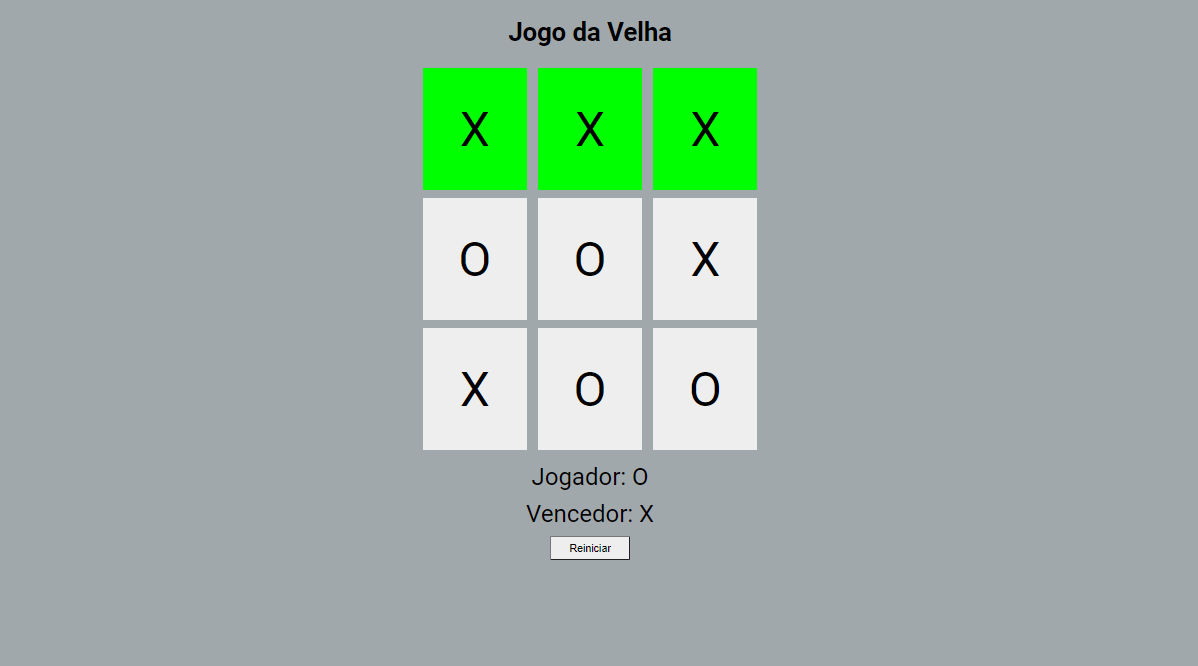 Jogo da Velha
X X X
O O X
X O O
Jogador: O
Vencedor: X
Reiniciar